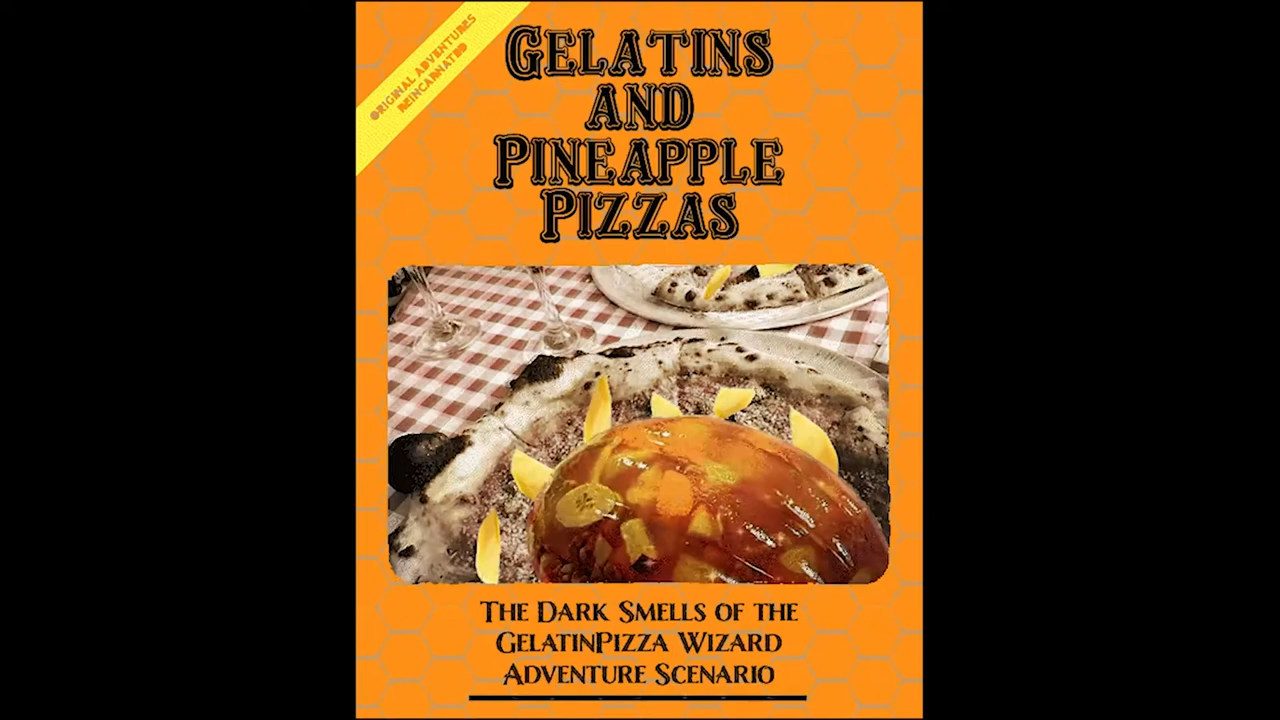 ORIGINAL ADVENTURES
REINCARNATED
GELATINS
AND
PINEAPPLE
PIZZAS
THE DARK SMELLS OF THE
GELATINPIZZA WIZARD
ADVENTURE SCENARIO